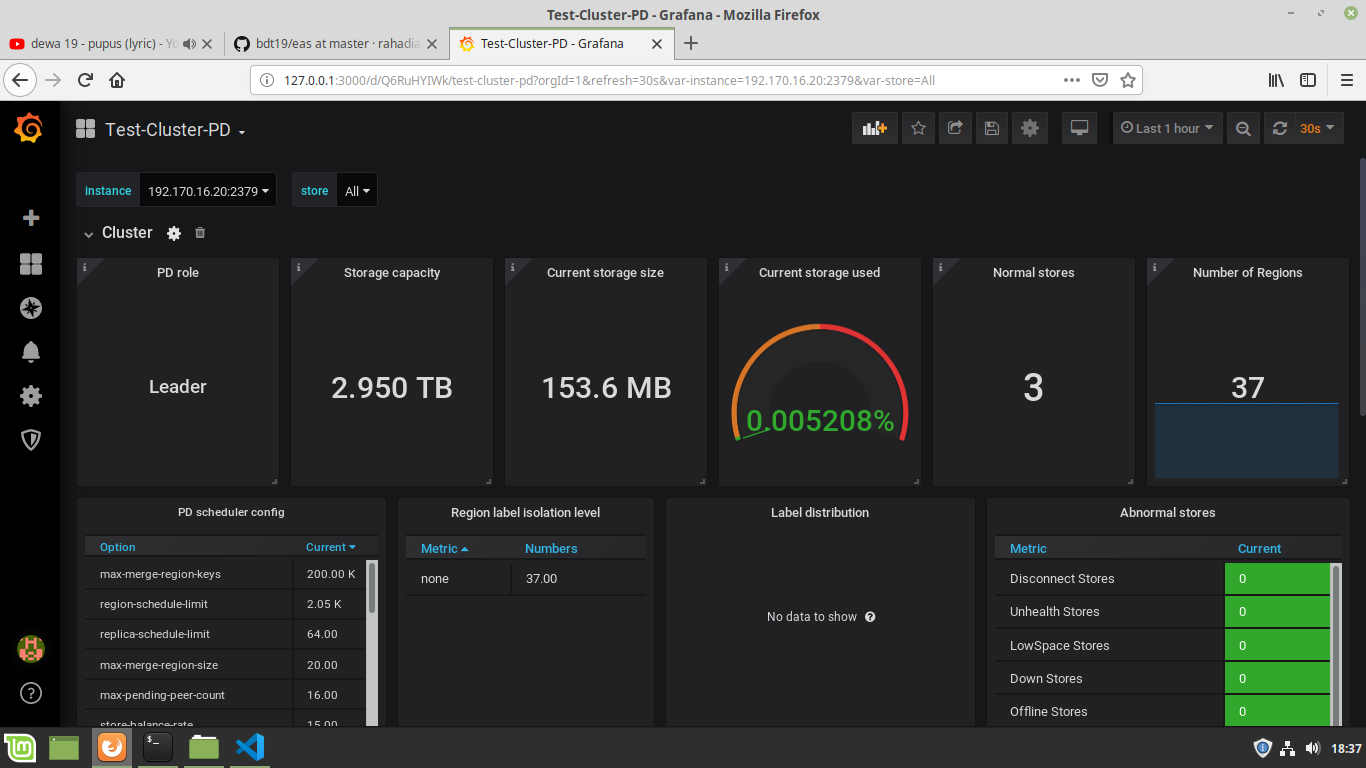 Test-Cluster-PD - Grafana - Mozilla Firefox
dewa 19 - pupus (lyric) - Yo
bdt19/eas at master · rahadia
Test-Cluster-PD - Grafana
127.0.0.1:3000/d/Q6RuHYIWk/test-cluster-pd?orgId=1&refresh=30s&var-instance=192.170.16.20:2379&var-store=All
Test-Cluster-PD
Last 1 hour
30s
instance 192.170.16.20:2379
store All
Cluster
PD role
Leader
Storage capacity
2.950 TB
Current storage size
153.6 MB
Current storage used
0.005208%
Normal stores
3
Number of Regions
37
PD scheduler config
Option Current
max-merge-region-keys 200.00 K
region-schedule-limit 2.05 K
replica-schedule-limit 64.00
max-merge-region-size 20.00
max-pending-peer-count 16.00
store-balance-rate 15.00
Region label isolation level
Metric Numbers
none 37.00
Label distribution
No data to show
Abnormal stores
Metric Current
Disconnect Stores 0
Unhealth Stores 0
LowSpace Stores 0
Down Stores 0
Offline Stores 0
18:37